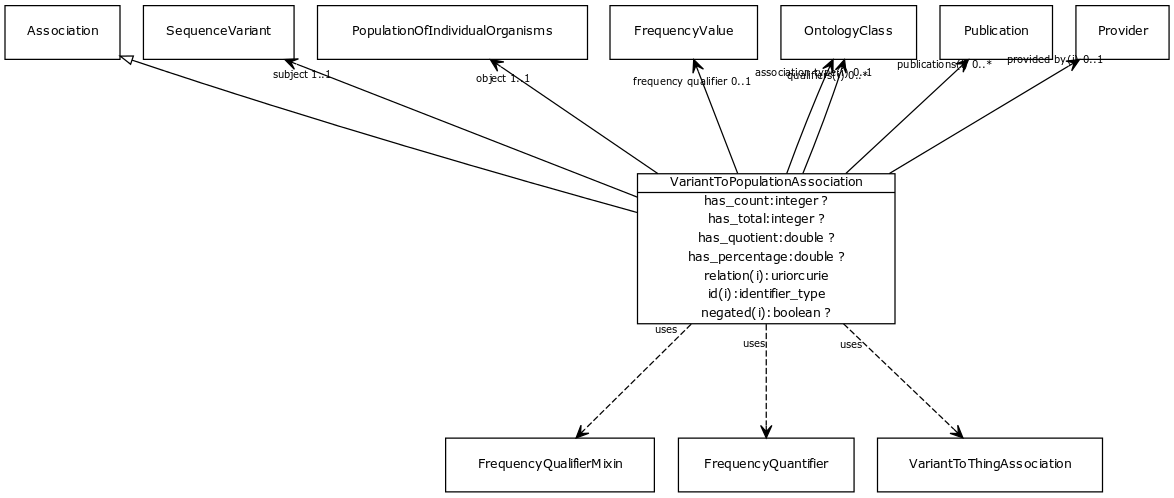 Association
SequenceVariant
PopulationOfIndividualOrganisms
FrequencyValue
OntologyClass
Publication
Provider
subject 1..1
object 1..1
frequency qualifier 0..1
association type(i) 0..1
qualifiers(i) 0..*
publications(i) 0..*
provided by(i) 0..1
VariantToPopulationAssociation
has_count:integer ?
has_total:integer ?
has_quotient:double ?
has_percentage:double ?
relation(i):uriorcurie
id(i):identifier_type
negated(i):boolean ?
uses
uses
uses
FrequencyQualifierMixin
FrequencyQuantifier
VariantToThingAssociation